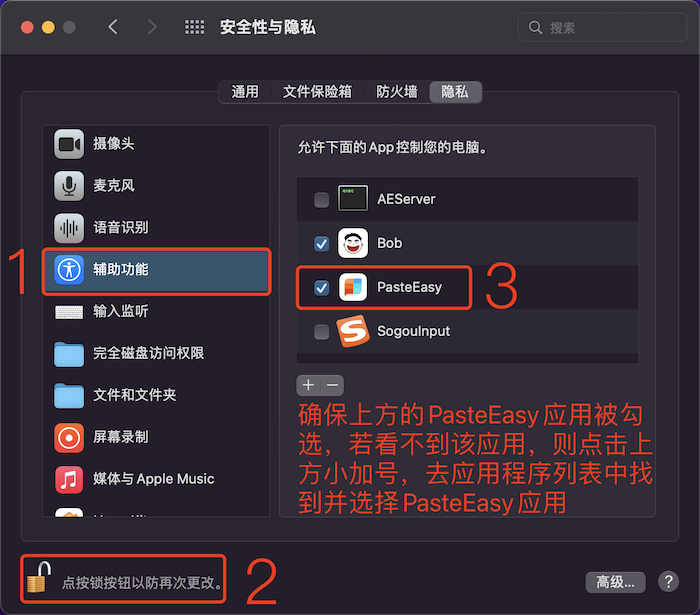 安全性与隐私
搜索
通用 文件保险箱 防火墙 隐私
摄像头
麦克风
语音识别
辅助功能
输入监听
完全磁盘访问权限
文件和文件夹
屏幕录制
媒体与 Apple Music
1
允许下面的 App 控制您的电脑。
AEServer
Bob
PasteEasy
SogouInput
3
+ −
确保上方的 PasteEasy 应用被勾
选，若看不到该应用，则点击上
方小加号，去应用程序列表中找
到并选择 PasteEasy 应用
点按锁按钮以防再次更改。
2
高级...
?